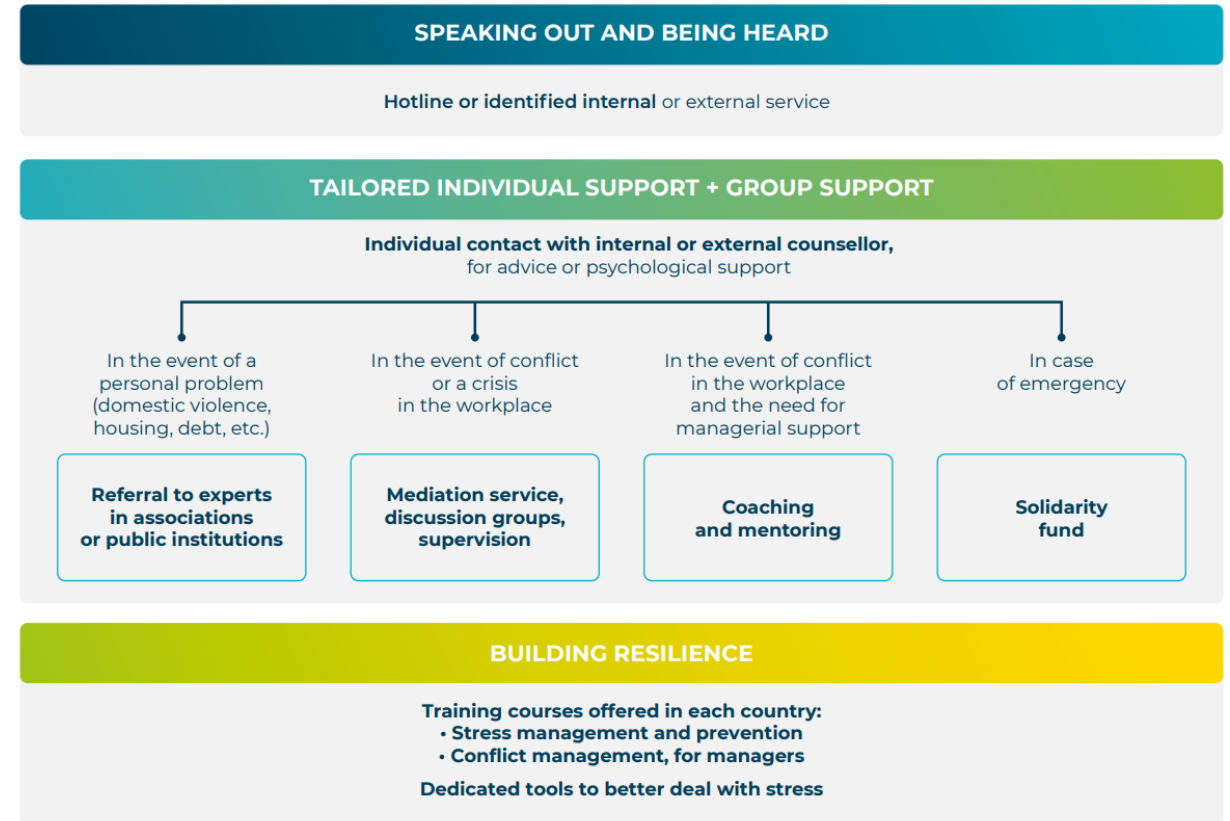 SPEAKING OUT AND BEING HEARD
Hotline or identified internal or external service
TAILORED INDIVIDUAL SUPPORT + GROUP SUPPORT
Individual contact with internal or external counsellor,
for advice or psychological support
In the event of a
personal problem
(domestic violence,
housing, debt, etc.)
Referral to experts
in associations
or public institutions
In the event of conflict
or a crisis
in the workplace
Mediation service,
discussion groups,
supervision
In the event of conflict
in the workplace
and the need for
managerial support
Coaching
and mentoring
In case
of emergency
Solidarity
fund
BUILDING RESILIENCE
Training courses offered in each country:
• Stress management and prevention
• Conflict management, for managers
Dedicated tools to better deal with stress